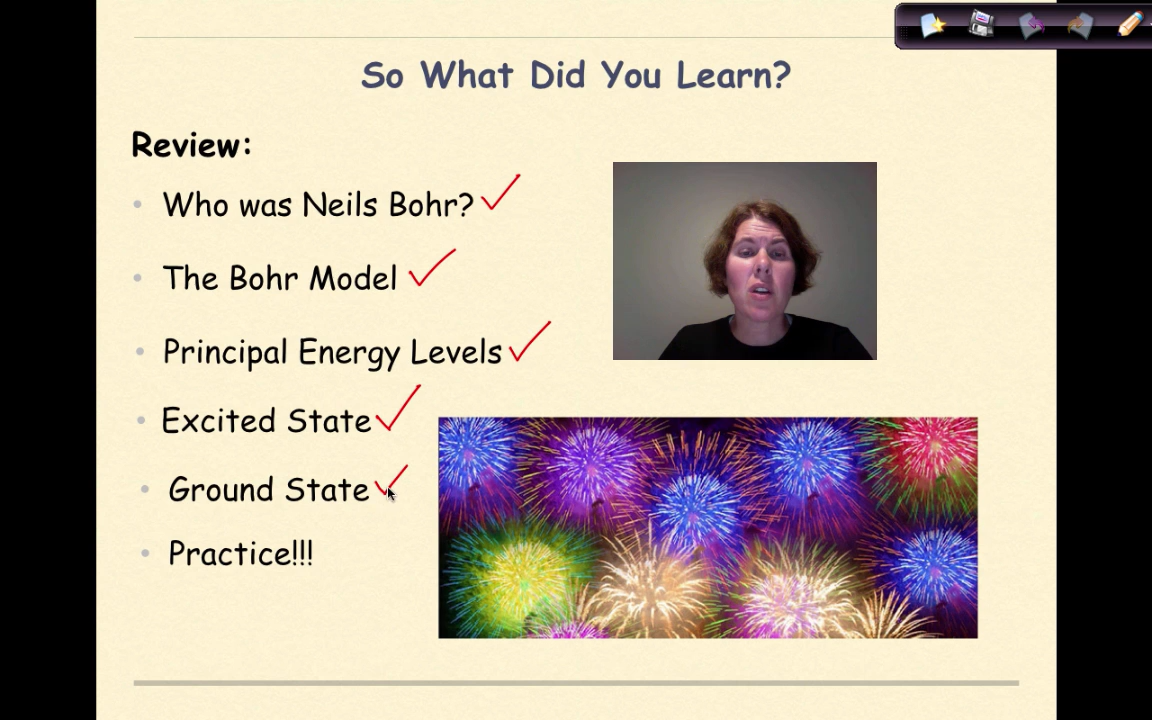 So What Did You Learn?
Review:
• Who was Neils Bohr?
• The Bohr Model
• Principal Energy Levels
• Excited State
• Ground State
• Practice!!!